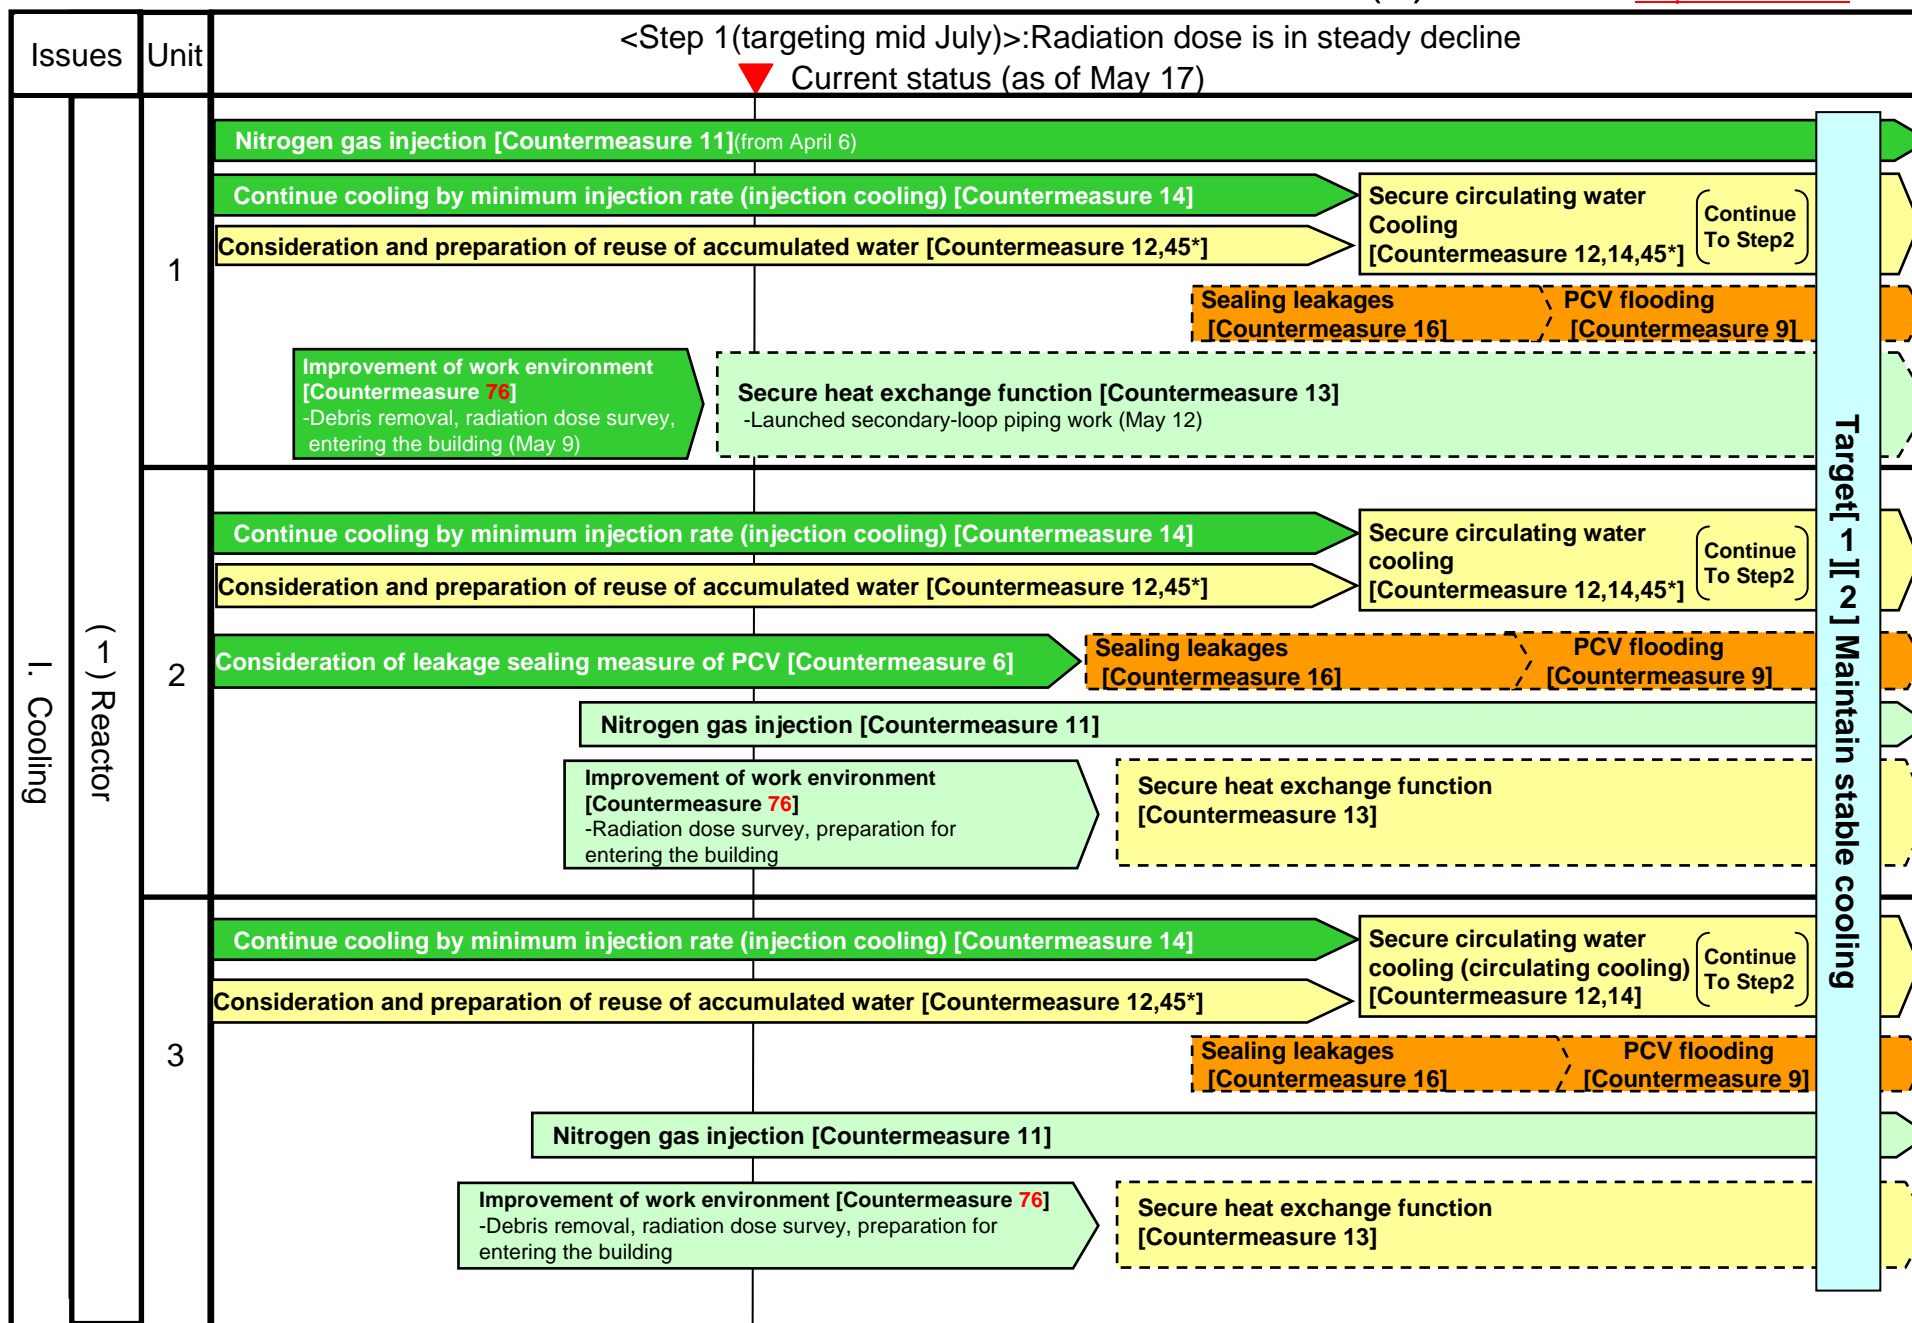 Issues
Unit
<Step 1(targeting mid July)>:Radiation dose is in steady decline
Current status (as of May 17)
I. Cooling
(1) Reactor
1
Nitrogen gas injection [Countermeasure 11](from April 6)
Continue cooling by minimum injection rate (injection cooling) [Countermeasure 14]
Consideration and preparation of reuse of accumulated water [Countermeasure 12,45*]
Secure circulating water
Cooling
[Countermeasure 12,14,45*]
Continue
To Step2
Sealing leakages
[Countermeasure 16]
PCV flooding
[Countermeasure 9]
Improvement of work environment
[Countermeasure 76]
-Debris removal, radiation dose survey,
entering the building (May 9)
Secure heat exchange function [Countermeasure 13]
-Launched secondary-loop piping work (May 12)
2
Continue cooling by minimum injection rate (injection cooling) [Countermeasure 14]
Consideration and preparation of reuse of accumulated water [Countermeasure 12,45*]
Secure circulating water
cooling
[Countermeasure 12,14,45*]
Continue
To Step2
Consideration of leakage sealing measure of PCV [Countermeasure 6]
Sealing leakages
[Countermeasure 16]
PCV flooding
[Countermeasure 9]
Nitrogen gas injection [Countermeasure 11]
Improvement of work environment
[Countermeasure 76]
-Radiation dose survey, preparation for
entering the building
Secure heat exchange function
[Countermeasure 13]
3
Continue cooling by minimum injection rate (injection cooling) [Countermeasure 14]
Consideration and preparation of reuse of accumulated water [Countermeasure 12,45*]
Secure circulating water
cooling (circulating cooling)
[Countermeasure 12,14]
Continue
To Step2
Sealing leakages
[Countermeasure 16]
PCV flooding
[Countermeasure 9]
Nitrogen gas injection [Countermeasure 11]
Improvement of work environment [Countermeasure 76]
-Debris removal, radiation dose survey, preparation for
entering the building
Secure heat exchange function
[Countermeasure 13]
Target[1][2] Maintain stable cooling